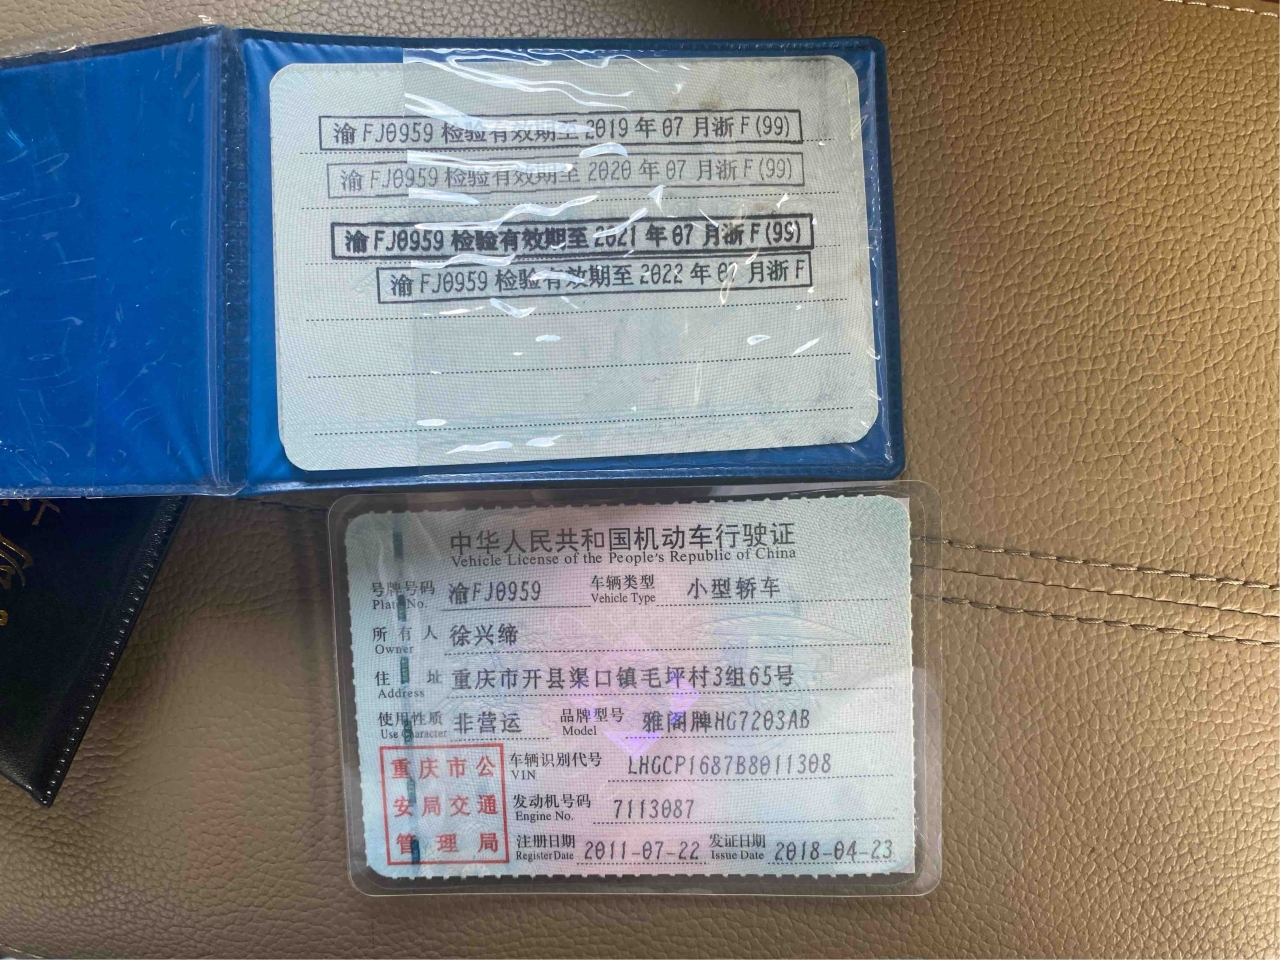 渝FJ0959检验有效期至2019年07月浙F(99)
渝FJ0959检验有效期至2020年07月浙F(99)
渝FJ0959检验有效期至2021年07月浙F(99)
渝FJ0959检验有效期至2022年07月浙F
中华人民共和国机动车行驶证
Vehicle License of the People's Republic of China
号牌号码 渝FJ0959 车辆类型 小型轿车
Plate No. Vehicle Type
所有人 徐兴缔
Owner
住址 重庆市开县渠口镇毛坪村3组65号
Address
使用性质 非营运 品牌型号 雅阁牌HG7203AB
Use Character Model
重庆市公
安局交通
管理局
车辆识别代号 LHGCP1687B8011308
VIN
发动机号码 7113087
Engine No.
注册日期 2011-07-22 发证日期 2018-04-23
Register Date Issue Date